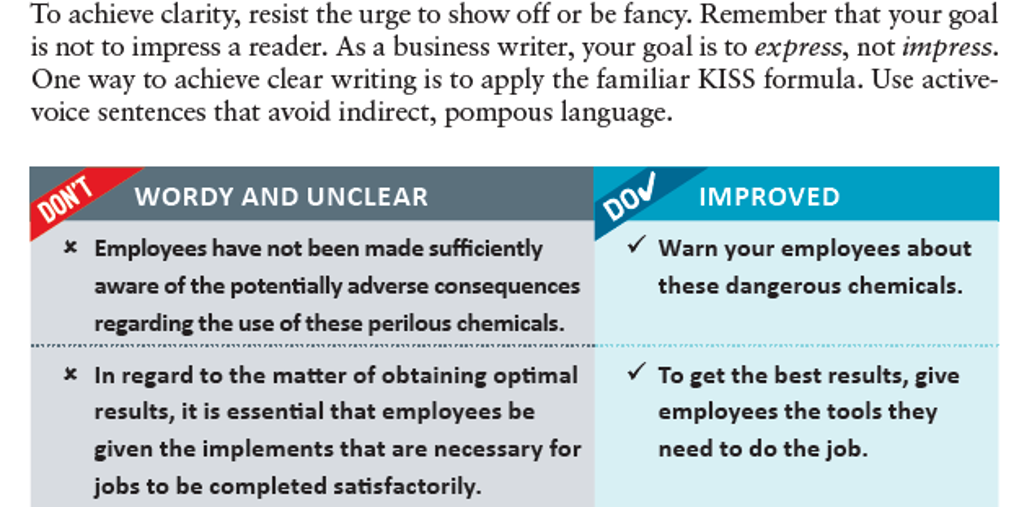 To achieve clarity, resist the urge to show off or be fancy. Remember that your goal
is not to impress a reader. As a business writer, your goal is to express, not impress.
One way to achieve clear writing is to apply the familiar KISS formula. Use active-
voice sentences that avoid indirect, pompous language.
DON'T
WORDY AND UNCLEAR
Employees have not been made sufficiently
aware of the potentially adverse consequences
regarding the use of these perilous chemicals.
In regard to the matter of obtaining optimal
results, it is essential that employees be
given the implements that are necessary for
jobs to be completed satisfactorily.
DO
IMPROVED
Warn your employees about
these dangerous chemicals.
To get the best results, give
employees the tools they
need to do the job.